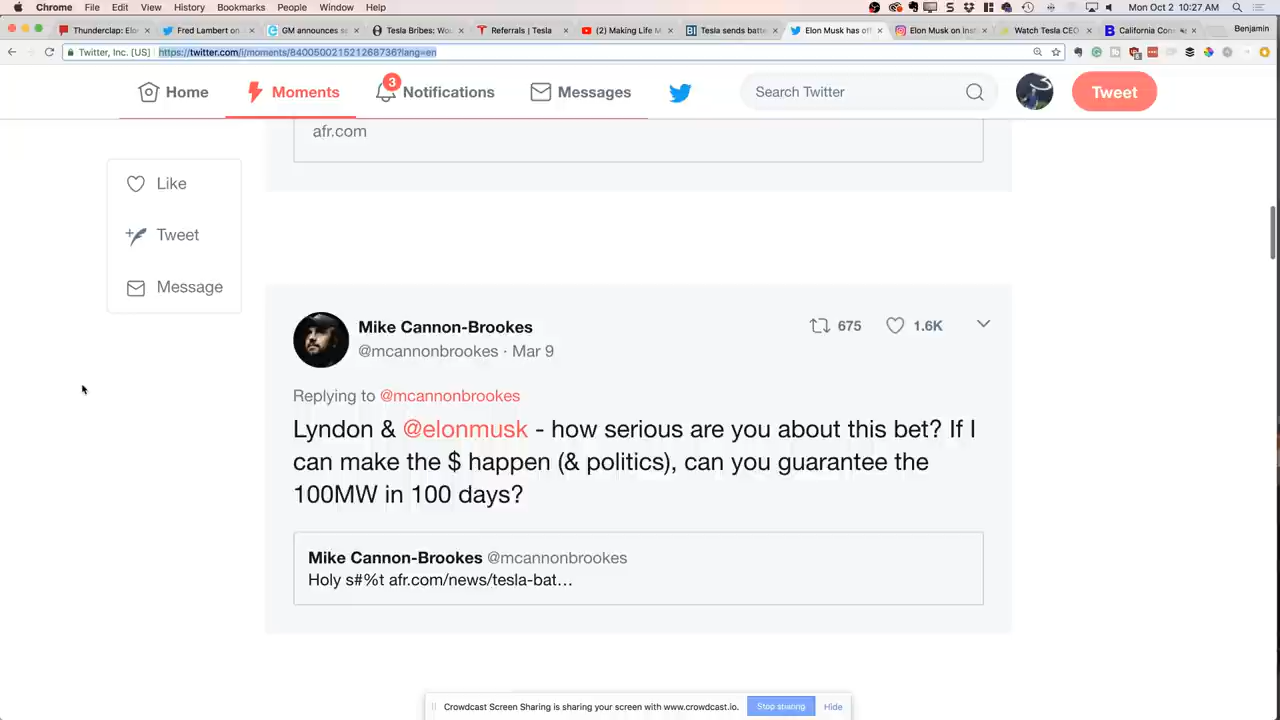 Chrome File Edit View History Bookmarks People Window Help Mon Oct 2 10:27 AM
Thunderclap: Elo Fred Lambert on GM announces se Tesla Bribes: Wou Referrals | Tesla (2) Making Life M Tesla sends batte Elon Musk has of Elon Musk on Inst Watch Tesla CEO California Con Benjamin
Twitter, Inc. [US] https://twitter.com/i/moments/840050021521268736?lang=en
Home Moments 3 Notifications Messages Search Twitter Tweet
afr.com
Like
Tweet
Message
Mike Cannon-Brookes 675 1.6K
@mcannonbrookes · Mar 9
Replying to @mcannonbrookes
Lyndon & @elonmusk - how serious are you about this bet? If I
can make the $ happen (& politics), can you guarantee the
100MW in 100 days?
Mike Cannon-Brookes @mcannonbrookes
Holy s#%t afr.com/news/tesla-bat…
Crowdcast Screen Sharing is sharing your screen with www.crowdcast.io. Stop sharing Hide